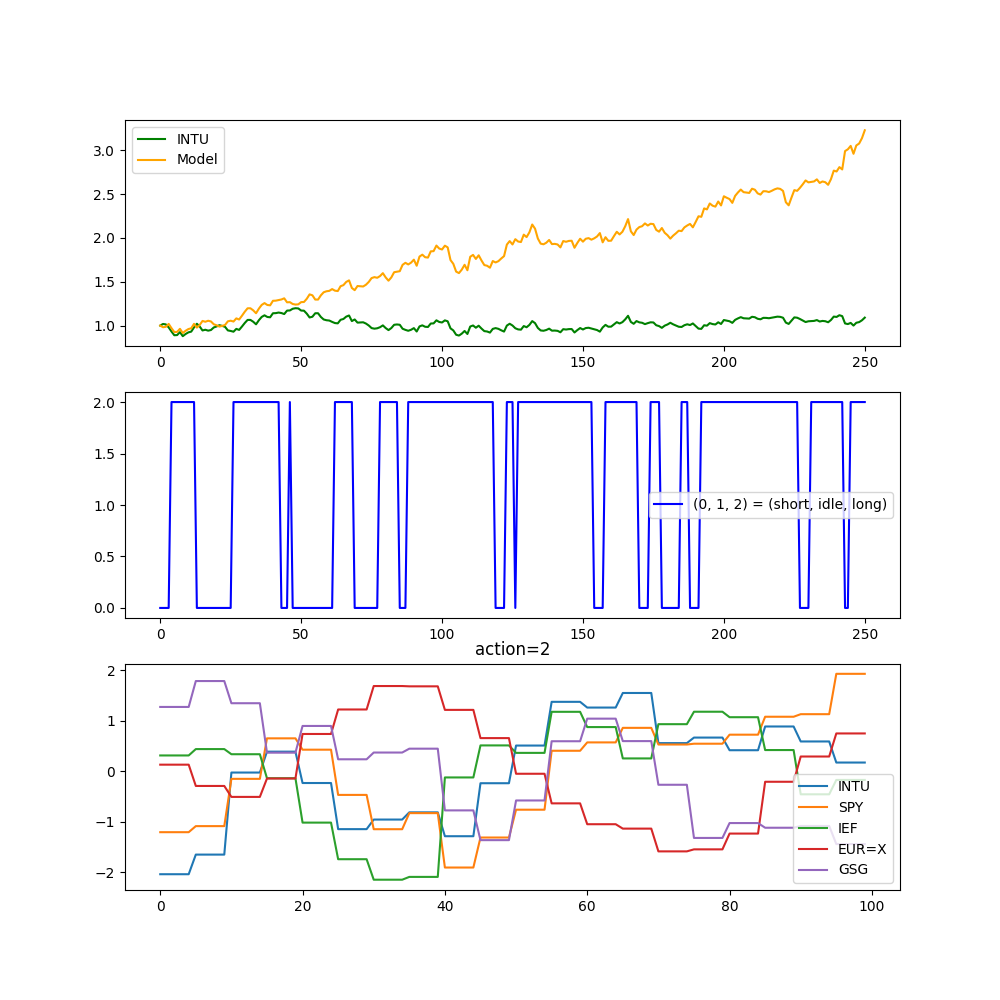 INTU
Model
3.0
2.5
2.0
1.5
1.0
0 50 100 150 200 250
2.0
1.5
1.0
0.5
0.0
(0, 1, 2) = (short, idle, long)
0 50 100 150 200 250
action=2
2
1
0
−1
−2
INTU
SPY
IEF
EUR=X
GSG
0 20 40 60 80 100